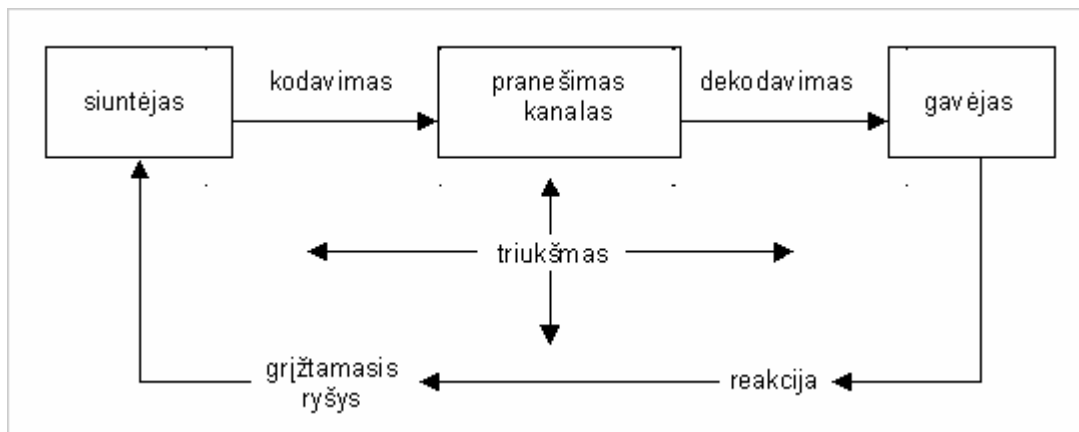 siuntėjas
kodavimas
pranešimas
kanalas
dekodavimas
gavėjas
triukšmas
grįžtamasis
ryšys
reakcija